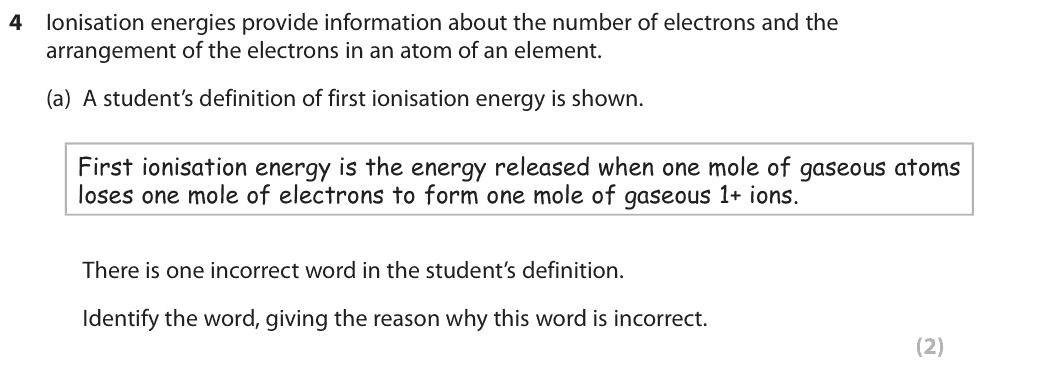 4 Ionisation energies provide information about the number of electrons and the
arrangement of the electrons in an atom of an element.
(a) A student’s definition of first ionisation energy is shown.
First ionisation energy is the energy released when one mole of gaseous atoms
loses one mole of electrons to form one mole of gaseous 1+ ions.
There is one incorrect word in the student’s definition.
Identify the word, giving the reason why this word is incorrect.
(2)